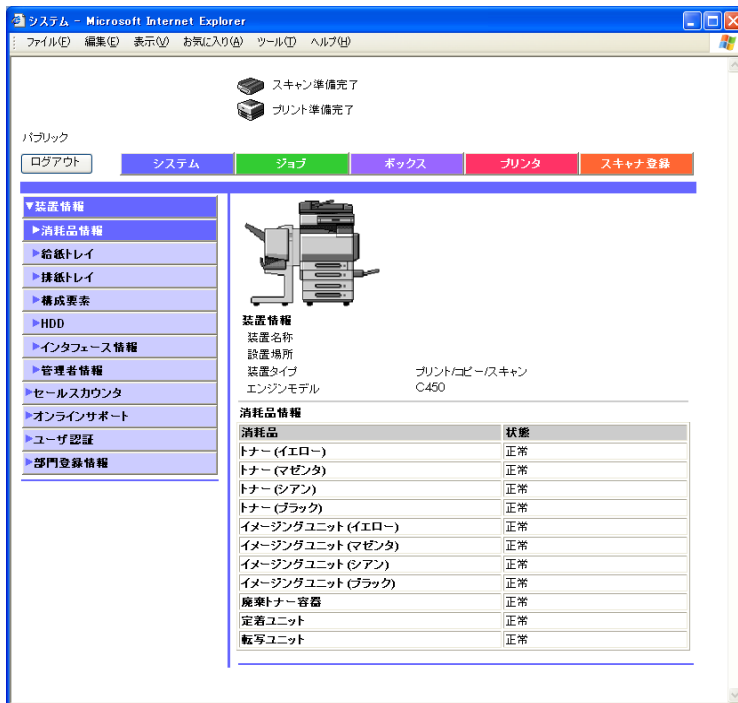 システム - Microsoft Internet Explorer
ファイル(F) 編集(E) 表示(V) お気に入り(A) ツール(T) ヘルプ(H)
スキャン準備完了
プリント準備完了
パブリック
ログアウト システム ジョブ ボックス プリンタ スキャナ登録
▼装置情報
▶消耗品情報
▶給紙トレイ
▶排紙トレイ
▶構成要素
▶HDD
▶インタフェース情報
▶管理者情報
▶セールスカウンタ
▶オンラインサポート
▶ユーザ認証
▶部門登録情報
装置情報
装置名称
設置場所
装置タイプ プリント/コピー/スキャン
エンジンモデル C450
消耗品情報
消耗品 状態
トナー(イエロー) 正常
トナー(マゼンタ) 正常
トナー(シアン) 正常
トナー(ブラック) 正常
イメージングユニット(イエロー) 正常
イメージングユニット(マゼンタ) 正常
イメージングユニット(シアン) 正常
イメージングユニット(ブラック) 正常
廃棄トナー容器 正常
定着ユニット 正常
転写ユニット 正常